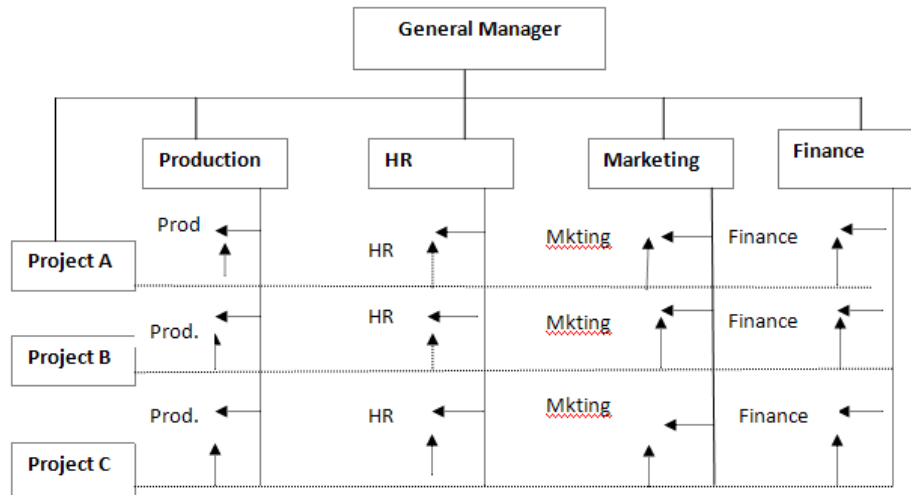 General Manager
Production
HR
Marketing
Finance
Prod
HR
Mkting
Finance
Project A
Prod.
HR
Mkting
Finance
Project B
Prod.
HR
Mkting
Finance
Project C